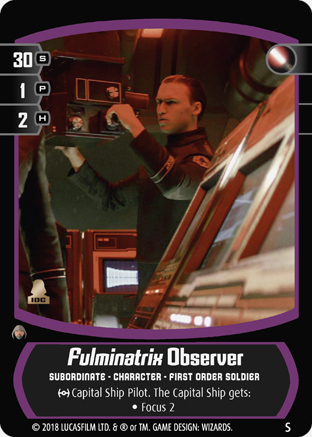 30 S
1 P
2 H
IDC
Fulminatrix Observer
SUBORDINATE - CHARACTER - FIRST ORDER SOLDIER
Capital Ship Pilot. The Capital Ship gets:
• Focus 2
© 2018 LUCASFILM LTD. & ® or TM. GAME DESIGN: WIZARDS.
S